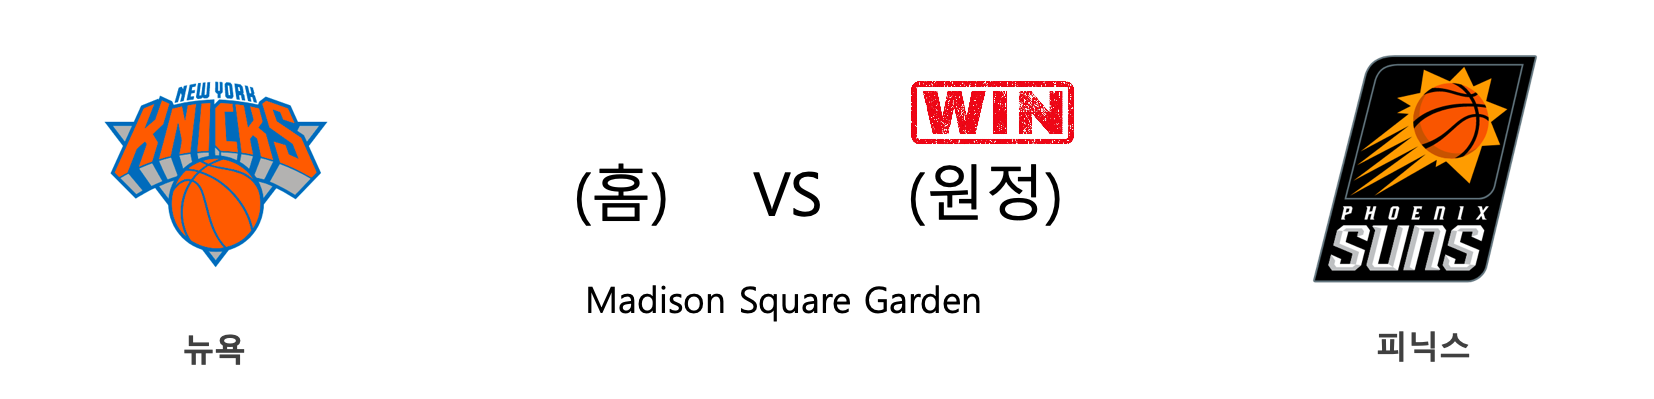 NEW YORK
KNICKS
뉴욕
WIN
(홈) VS (원정)
Madison Square Garden
PHOENIX
SUNS
피닉스